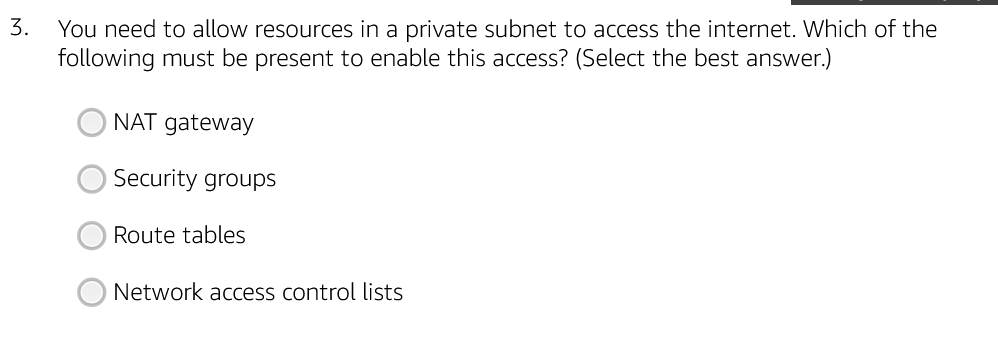 3. You need to allow resources in a private subnet to access the internet. Which of the
following must be present to enable this access? (Select the best answer.)
NAT gateway
Security groups
Route tables
Network access control lists